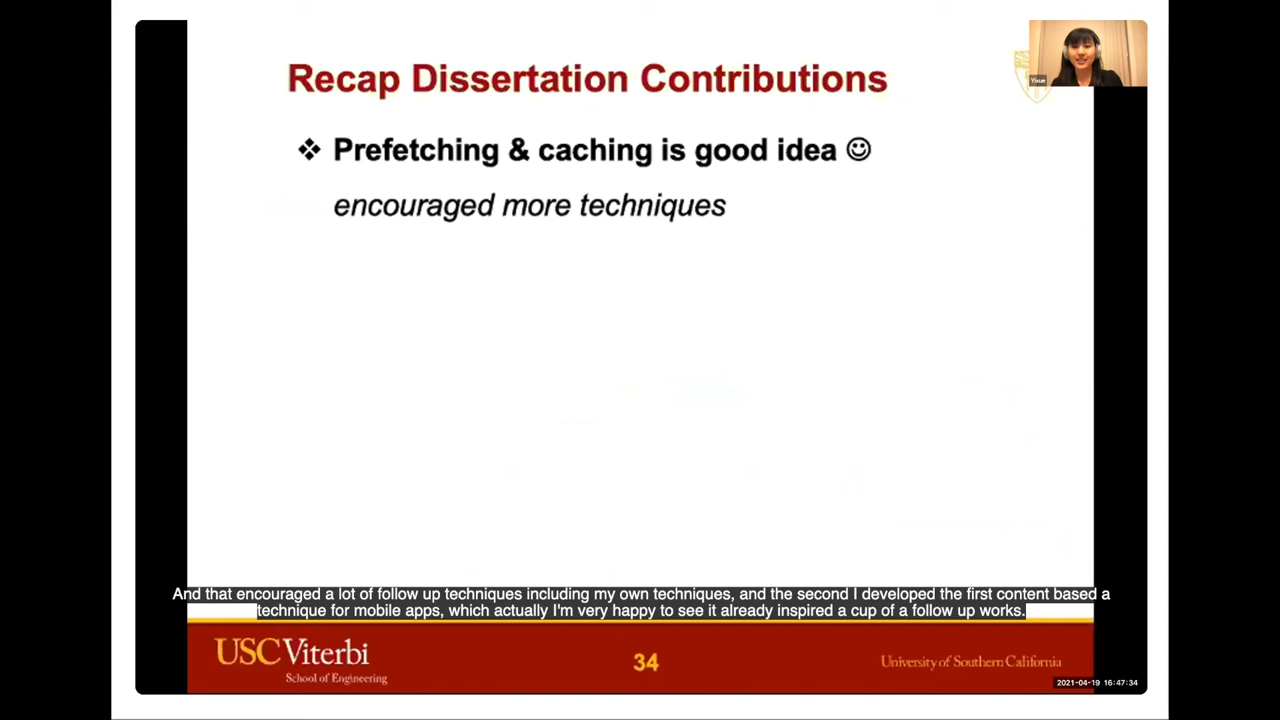 Recap Dissertation Contributions
Yixue
❖ Prefetching & caching is good idea ☺
encouraged more techniques
And that encouraged a lot of follow up techniques including my own techniques, and the second I developed the first content based a
technique for mobile apps, which actually I'm very happy to see it already inspired a cup of a follow up works.
USC Viterbi
School of Engineering
34
University of Southern California
2021-04-19 16:47:34